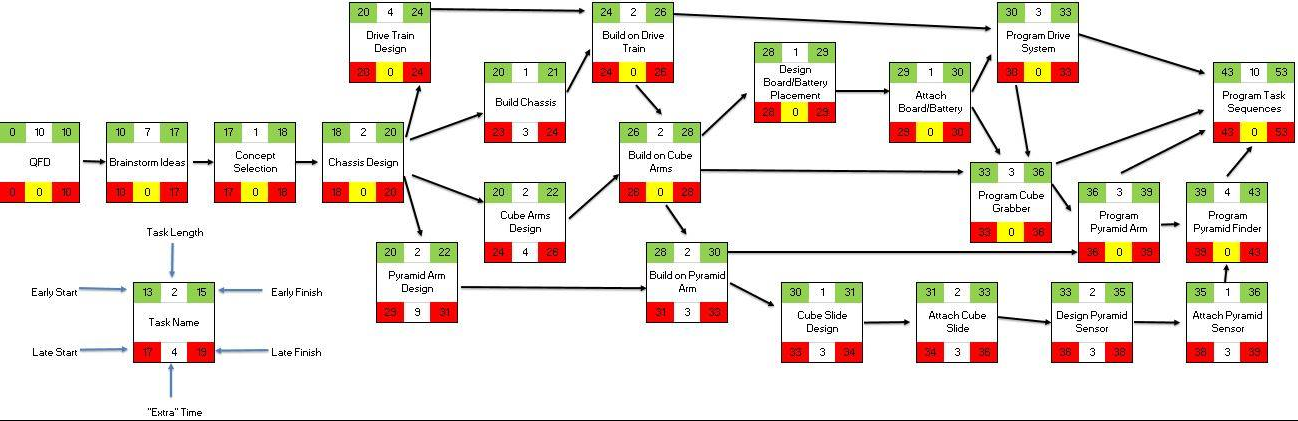 20 4 24
Drive Train
Design
20 0 24
24 2 26
Build on Drive
Train
24 0 26
30 3 33
Program Drive
System
30 0 33
20 1 21
Build Chassis
23 3 24
28 1 29
Design
Board/Battery
Placement
28 0 29
29 1 30
Attach
Board/Battery
29 0 30
43 10 53
Program Task
Sequences
43 0 53
0 10 10
QFD
0 0 10
10 7 17
Brainstorm Ideas
10 0 17
17 1 18
Concept
Selection
17 0 18
18 2 20
Chassis Design
18 0 20
26 2 28
Build on Cube
Arms
26 0 28
33 3 36
Program Cube
Grabber
33 0 36
20 2 22
Cube Arms
Design
24 4 26
36 3 39
Program
Pyramid Arm
36 0 39
39 4 43
Program
Pyramid Finder
39 0 43
20 2 22
Pyramid Arm
Design
29 9 31
28 2 30
Build on Pyramid
Arm
31 3 33
30 1 31
Cube Slide
Design
33 3 34
31 2 33
Attach Cube
Slide
34 3 36
33 2 35
Design Pyramid
Sensor
36 3 38
35 1 36
Attach Pyramid
Sensor
38 3 39
Task Length
Early Start
13 2 15
Early Finish
Task Name
Late Start
17 4 19
Late Finish
"Extra" Time